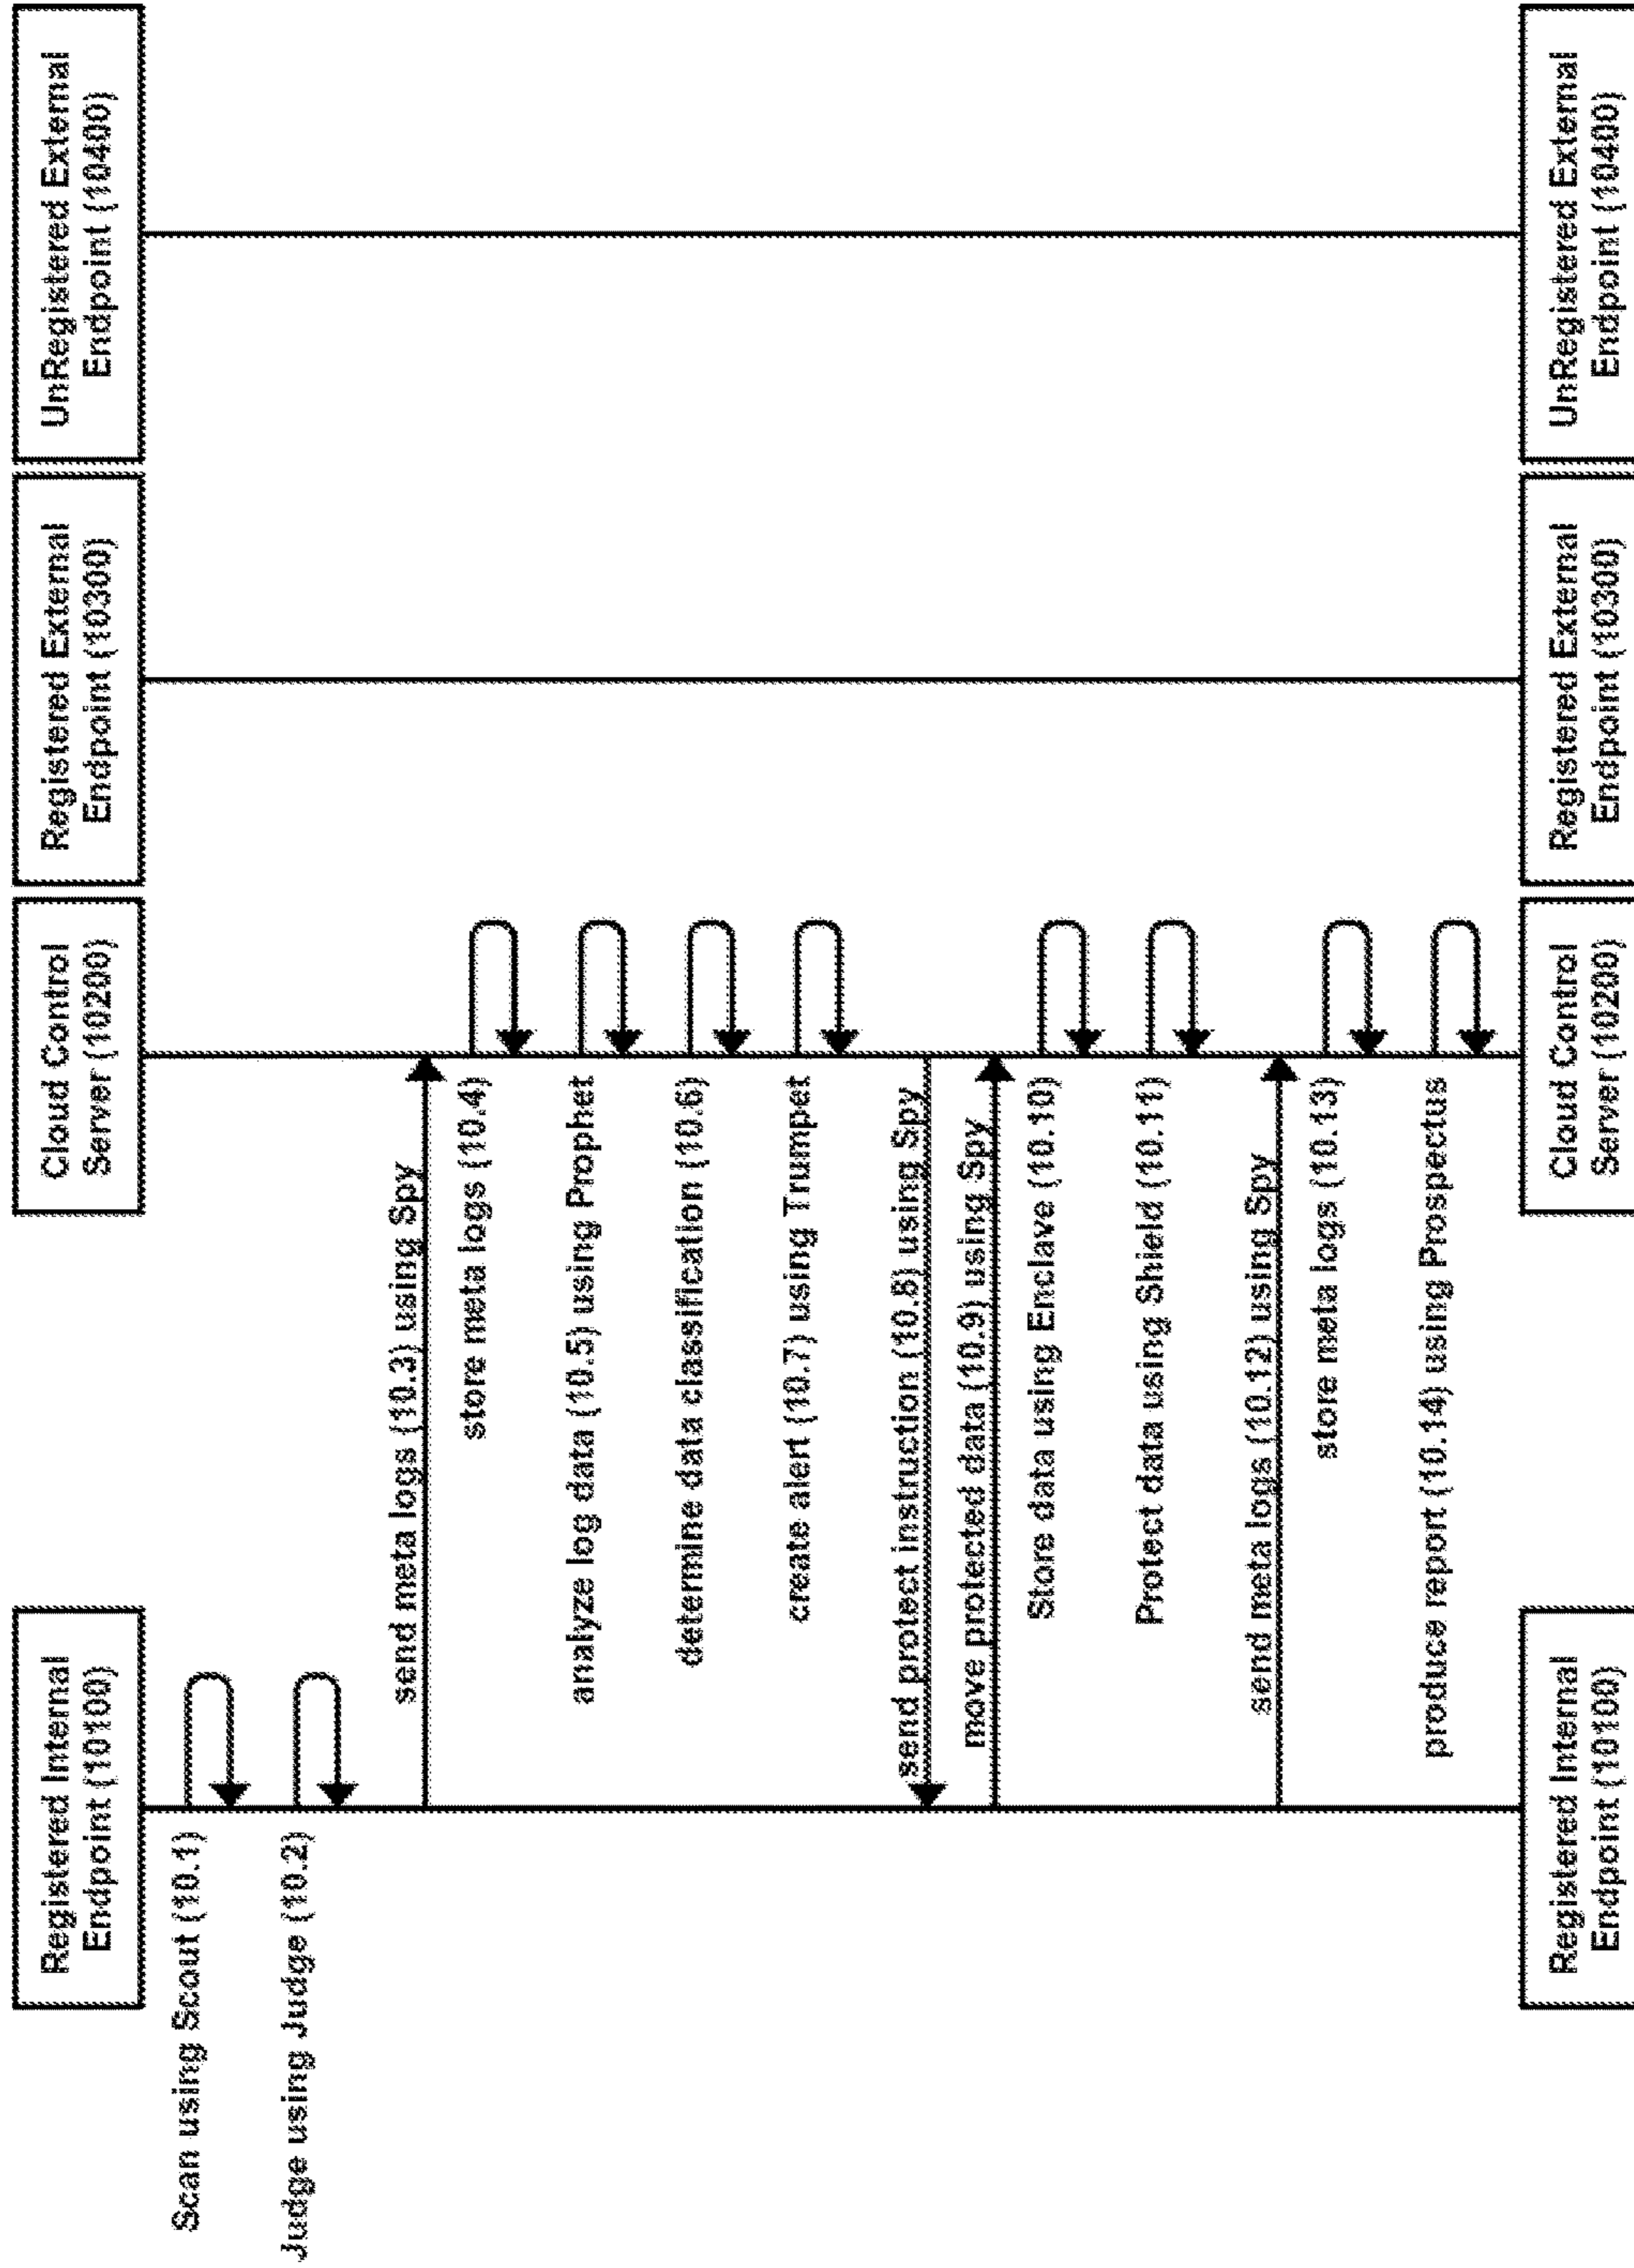 Registered Internal
Endpoint (10100)
Cloud Control
Server (10200)
Registered External
Endpoint (10300)
UnRegistered External
Endpoint (10400)
Scan using Scout (10.1)
Judge using Judge (10.2)
send meta logs (10.3) using Spy
store meta logs (10.4)
analyze log data (10.5) using Prophet
determine data classification (10.6)
create alert (10.7) using Trumpet
send protect instruction (10.8) using Spy
move protected data (10.9) using Spy
Store data using Enclave (10.10)
Protect data using Shield (10.11)
send meta logs (10.12) using Spy
store meta logs (10.13)
produce report (10.14) using Prospectus
Registered Internal
Endpoint (10100)
Cloud Control
Server (10200)
Registered External
Endpoint (10300)
UnRegistered External
Endpoint (10400)